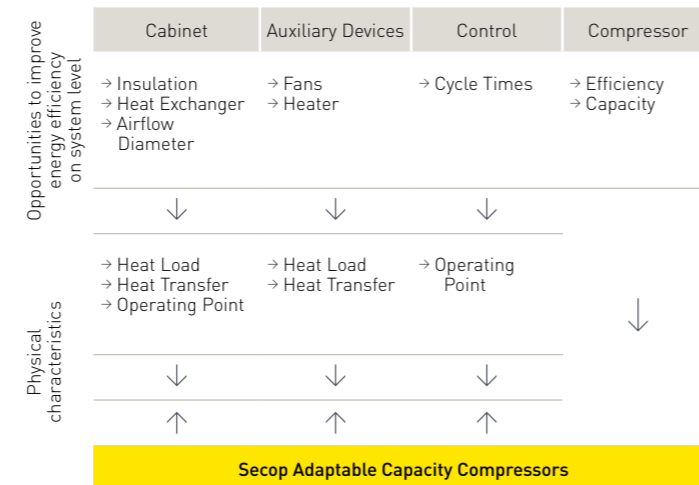 Cabinet
Auxiliary Devices
Control
Compressor
Opportunities to improve
energy efficiency
on system level
→ Insulation
→ Heat Exchanger
→ Airflow
Diameter
→ Fans
→ Heater
→ Cycle Times
→ Efficiency
→ Capacity
Physical
characteristics
→ Heat Load
→ Heat Transfer
→ Operating Point
→ Heat Load
→ Heat Transfer
→ Operating
Point
Secop Adaptable Capacity Compressors